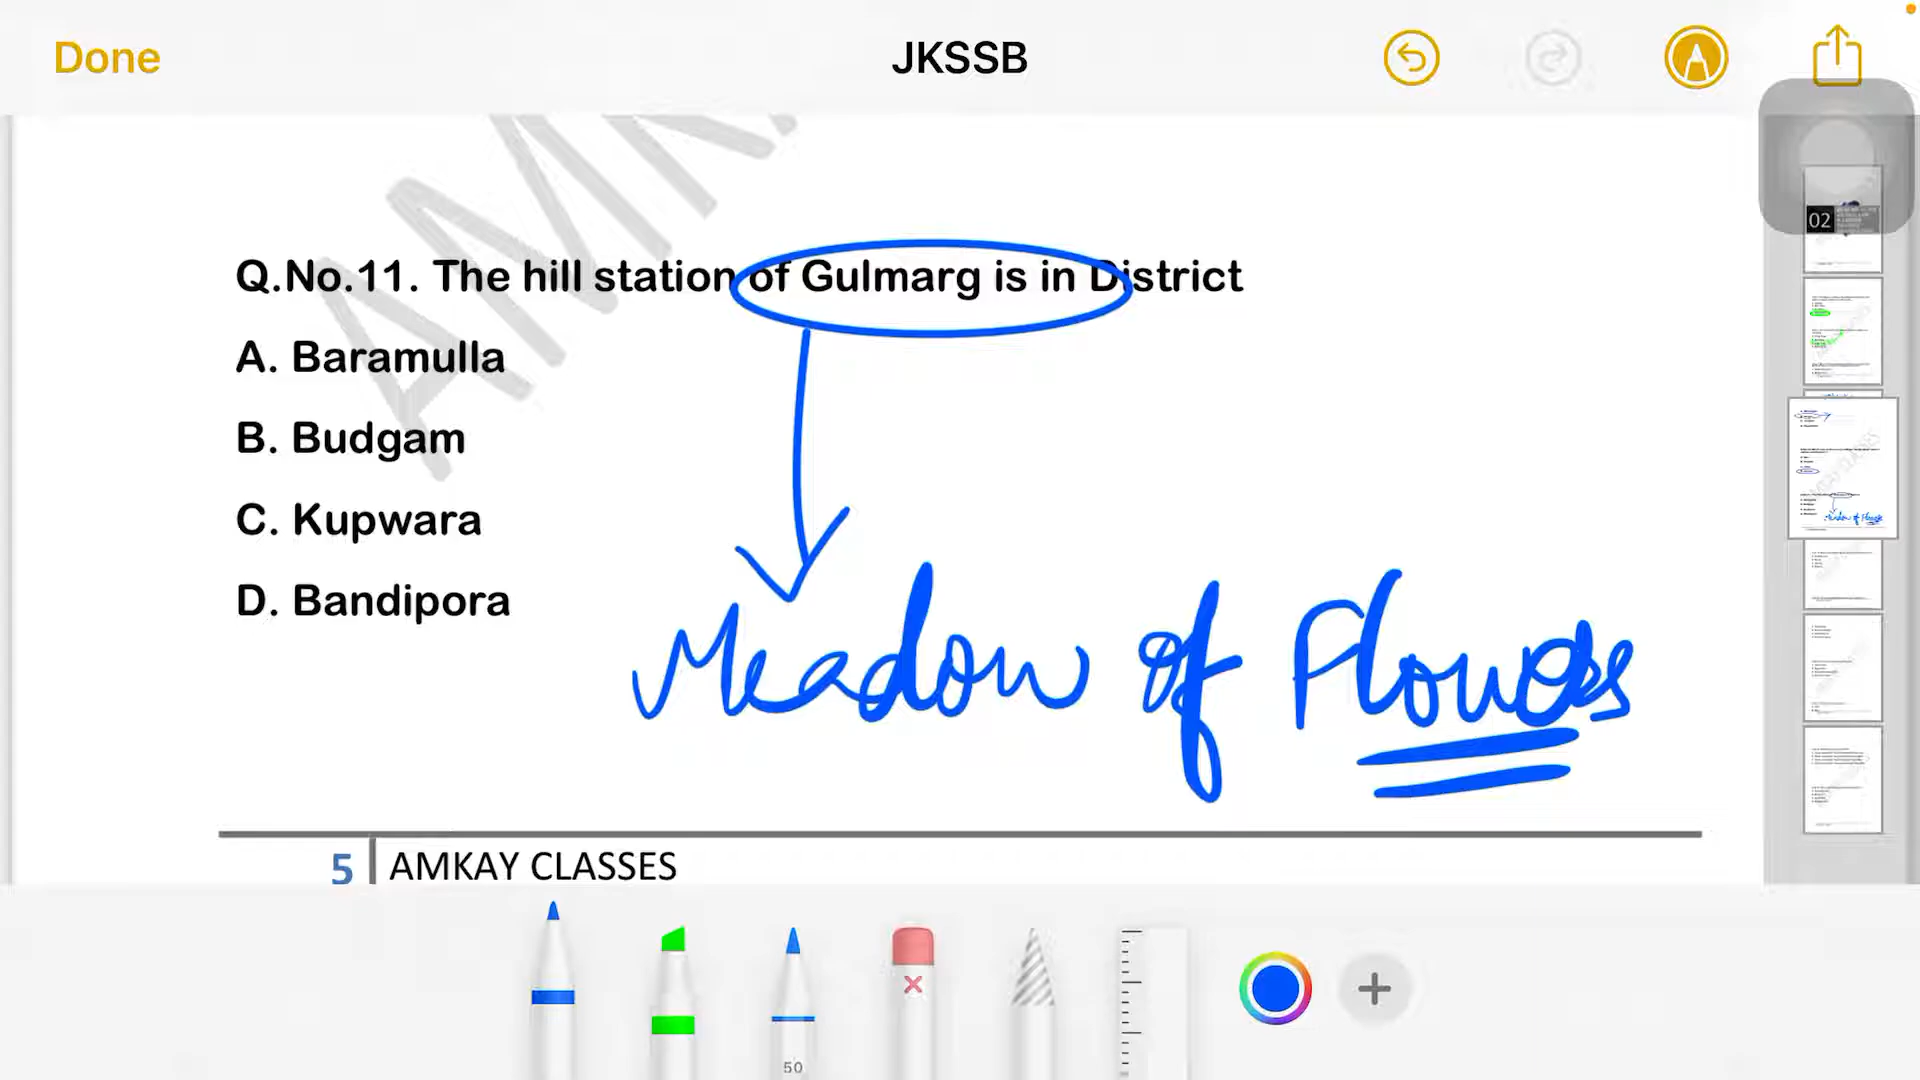 Done
JKSSB
AMK
02
Q.No.11. The hill station of Gulmarg is in District
A. Baramulla
B. Budgam
C. Kupwara
D. Bandipora
Meadow of Flowers
5 AMKAY CLASSES
50